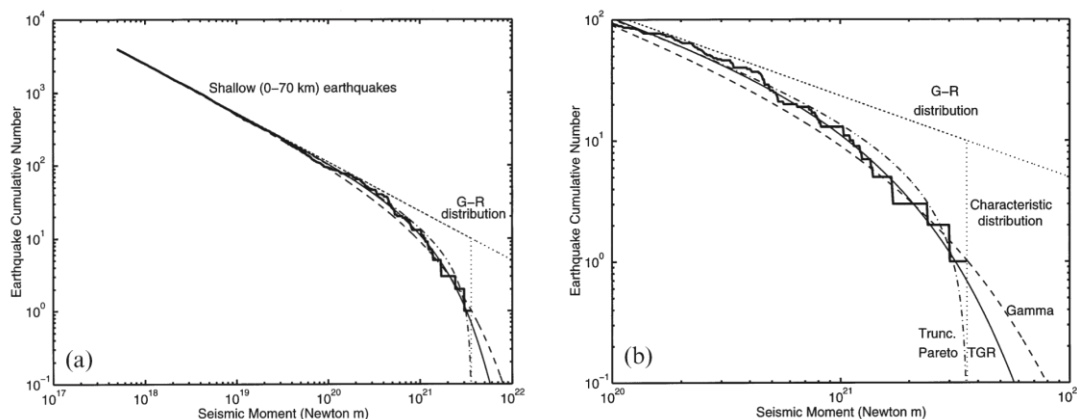 10^4
10^3
10^2
10^1
10^0
10^-1
Earthquake Cumulative Number
Shallow (0–70 km) earthquakes
G–R
distribution
(a)
10^17
10^18
10^19
10^20
10^21
10^22
Seismic Moment (Newton m)
10^2
10^1
10^0
10^-1
Earthquake Cumulative Number
G–R
distribution
Characteristic
distribution
Gamma
Trunc.
Pareto
TGR
(b)
10^20
10^21
10^2
Seismic Moment (Newton m)